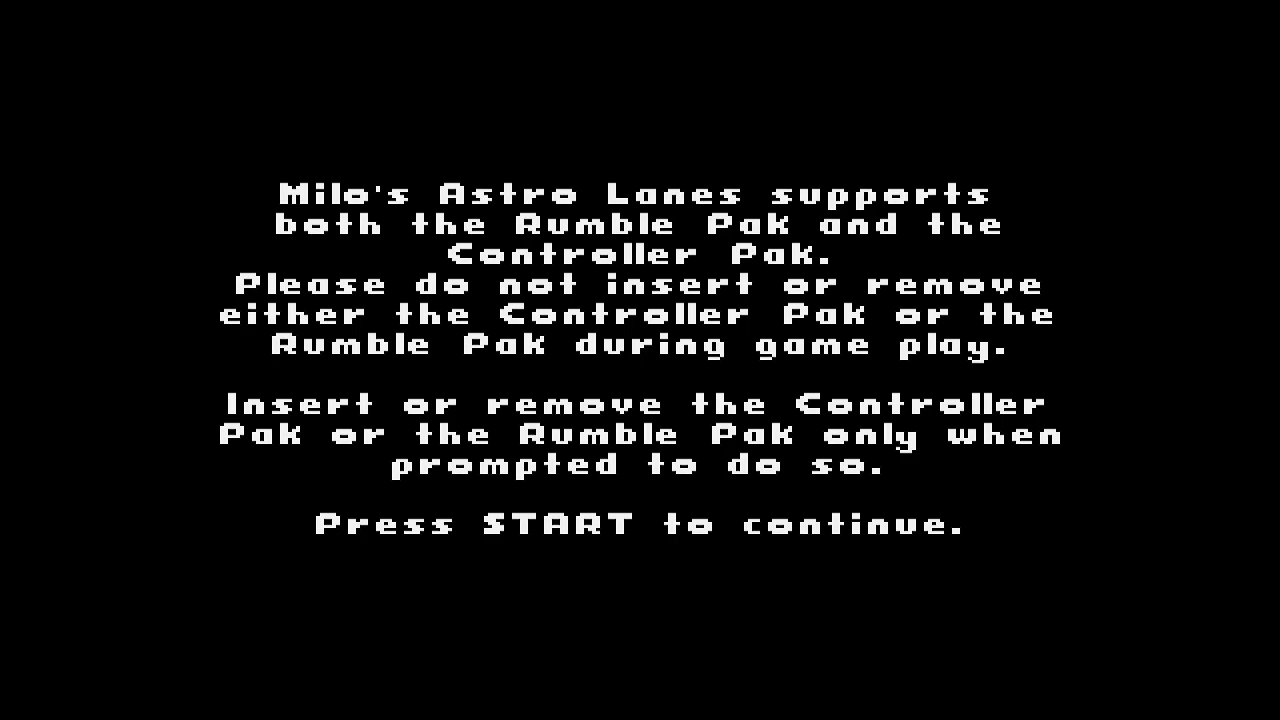 Milo's Astro Lanes supports
both the Rumble Pak and the
Controller Pak.
Please do not insert or remove
either the Controller Pak or the
Rumble Pak during game play.
Insert or remove the Controller
Pak or the Rumble Pak only when
prompted to do so.
Press START to continue.